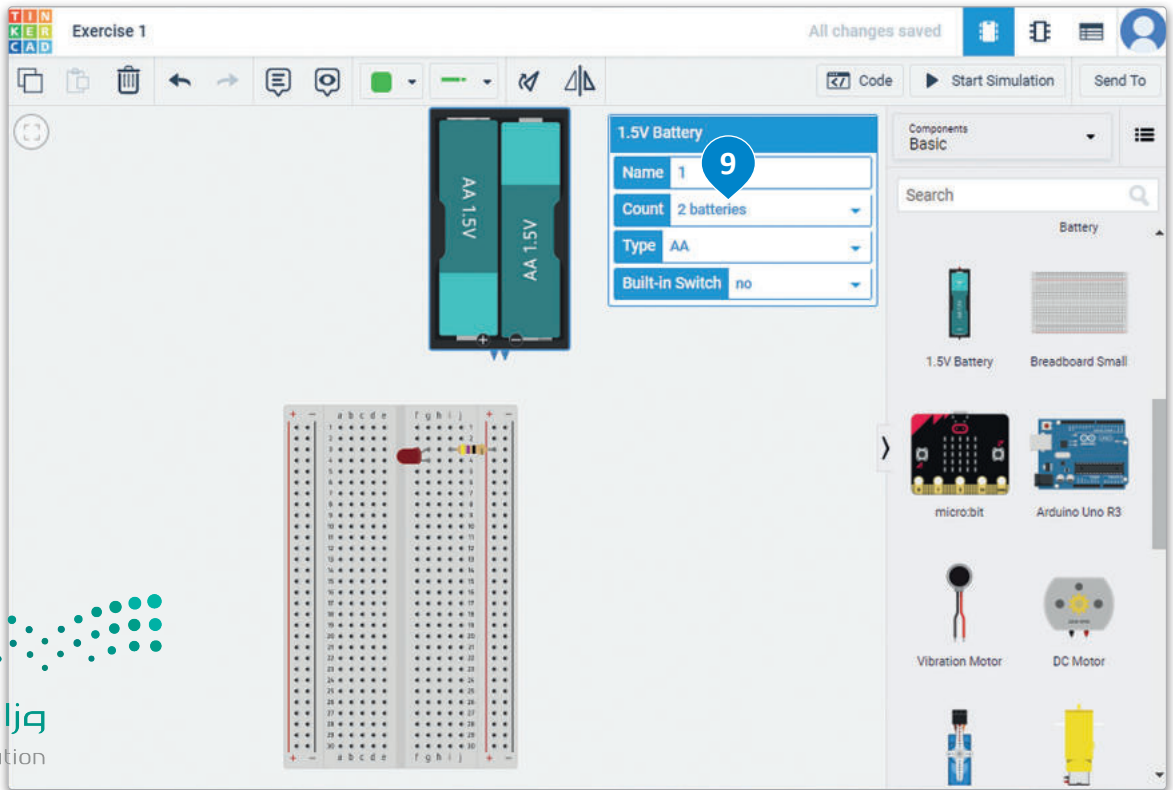 TIN
KER
CAD
Exercise 1
All changes saved
Code
Start Simulation
Send To
1.5V Battery
Name 1
9
Count 2 batteries
Type AA
Built-in Switch no
AA 1.5V
AA 1.5V
+ −
Components
Basic
Search
Battery
1.5V Battery
Breadboard Small
micro:bit
Arduino Uno R3
Vibration Motor
DC Motor
+ − a b c d e f g h i j + −
+ − a b c d e f g h i j + −